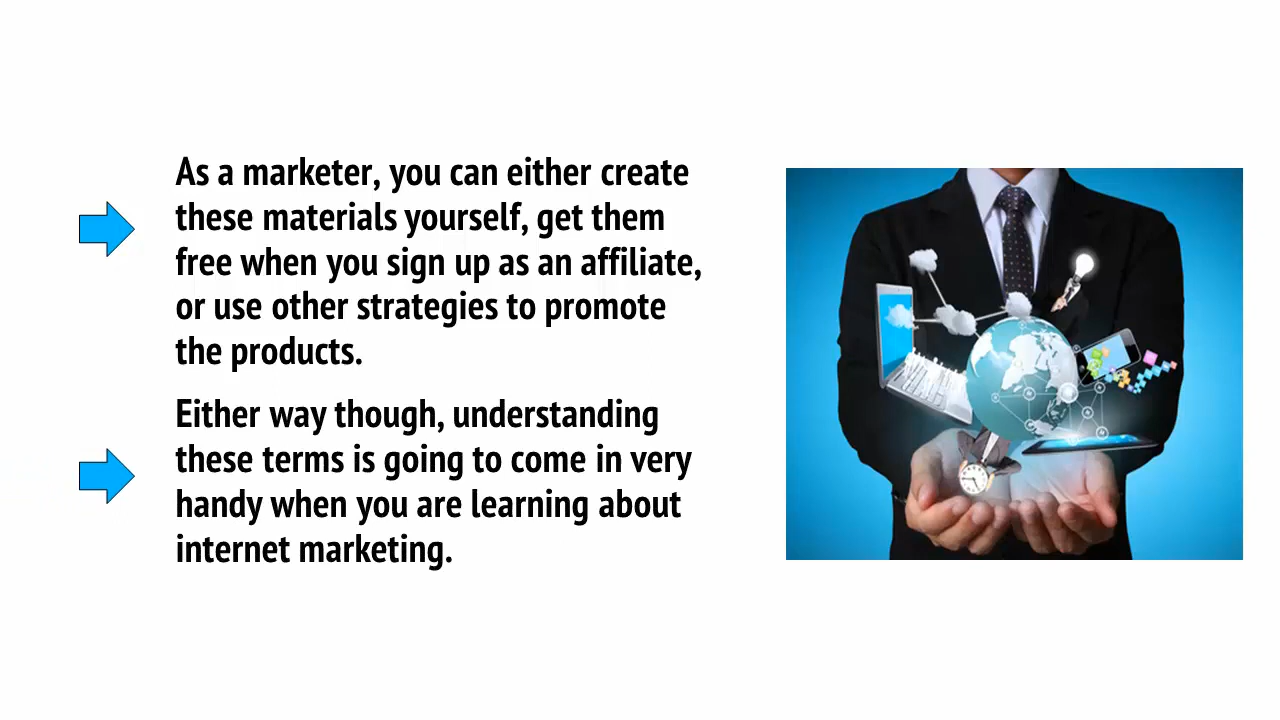 As a marketer, you can either create
these materials yourself, get them
free when you sign up as an affiliate,
or use other strategies to promote
the products.
Either way though, understanding
these terms is going to come in very
handy when you are learning about
internet marketing.